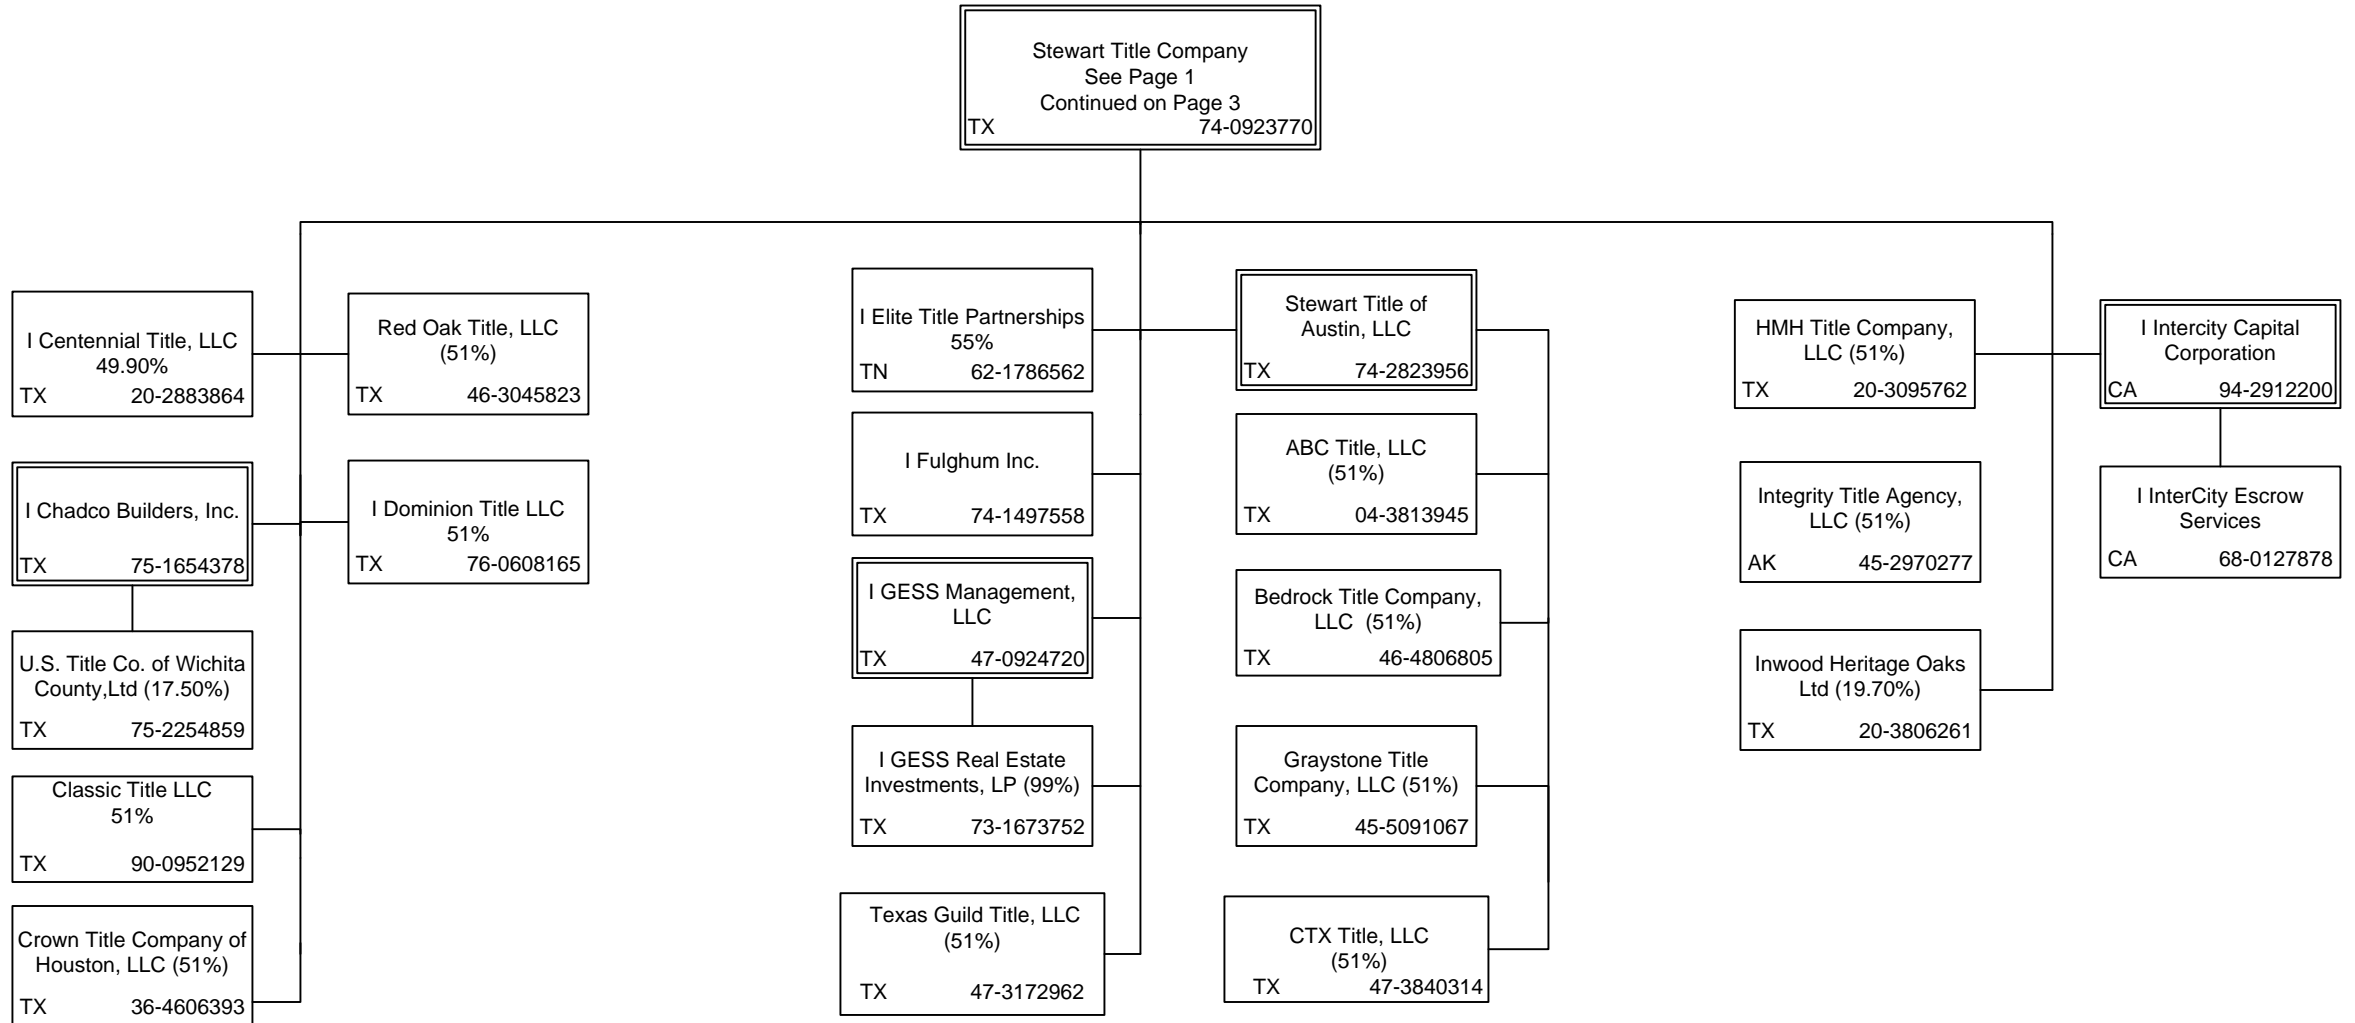 Stewart Title Company
See Page 1
Continued on Page 3
TX 74-0923770
I Centennial Title, LLC
49.90%
TX 20-2883864
Red Oak Title, LLC
(51%)
TX 46-3045823
I Chadco Builders, Inc.
TX 75-1654378
I Dominion Title LLC
51%
TX 76-0608165
U.S. Title Co. of Wichita
County,Ltd (17.50%)
TX 75-2254859
Classic Title LLC
51%
TX 90-0952129
Crown Title Company of
Houston, LLC (51%)
TX 36-4606393
I Elite Title Partnerships
55%
TN 62-1786562
I Fulghum Inc.
TX 74-1497558
I GESS Management,
LLC
TX 47-0924720
I GESS Real Estate
Investments, LP (99%)
TX 73-1673752
Texas Guild Title, LLC
(51%)
TX 47-3172962
Stewart Title of
Austin, LLC
TX 74-2823956
ABC Title, LLC
(51%)
TX 04-3813945
Bedrock Title Company,
LLC (51%)
TX 46-4806805
Graystone Title
Company, LLC (51%)
TX 45-5091067
CTX Title, LLC
(51%)
TX 47-3840314
HMH Title Company,
LLC (51%)
TX 20-3095762
Integrity Title Agency,
LLC (51%)
AK 45-2970277
Inwood Heritage Oaks
Ltd (19.70%)
TX 20-3806261
I Intercity Capital
Corporation
CA 94-2912200
I InterCity Escrow
Services
CA 68-0127878